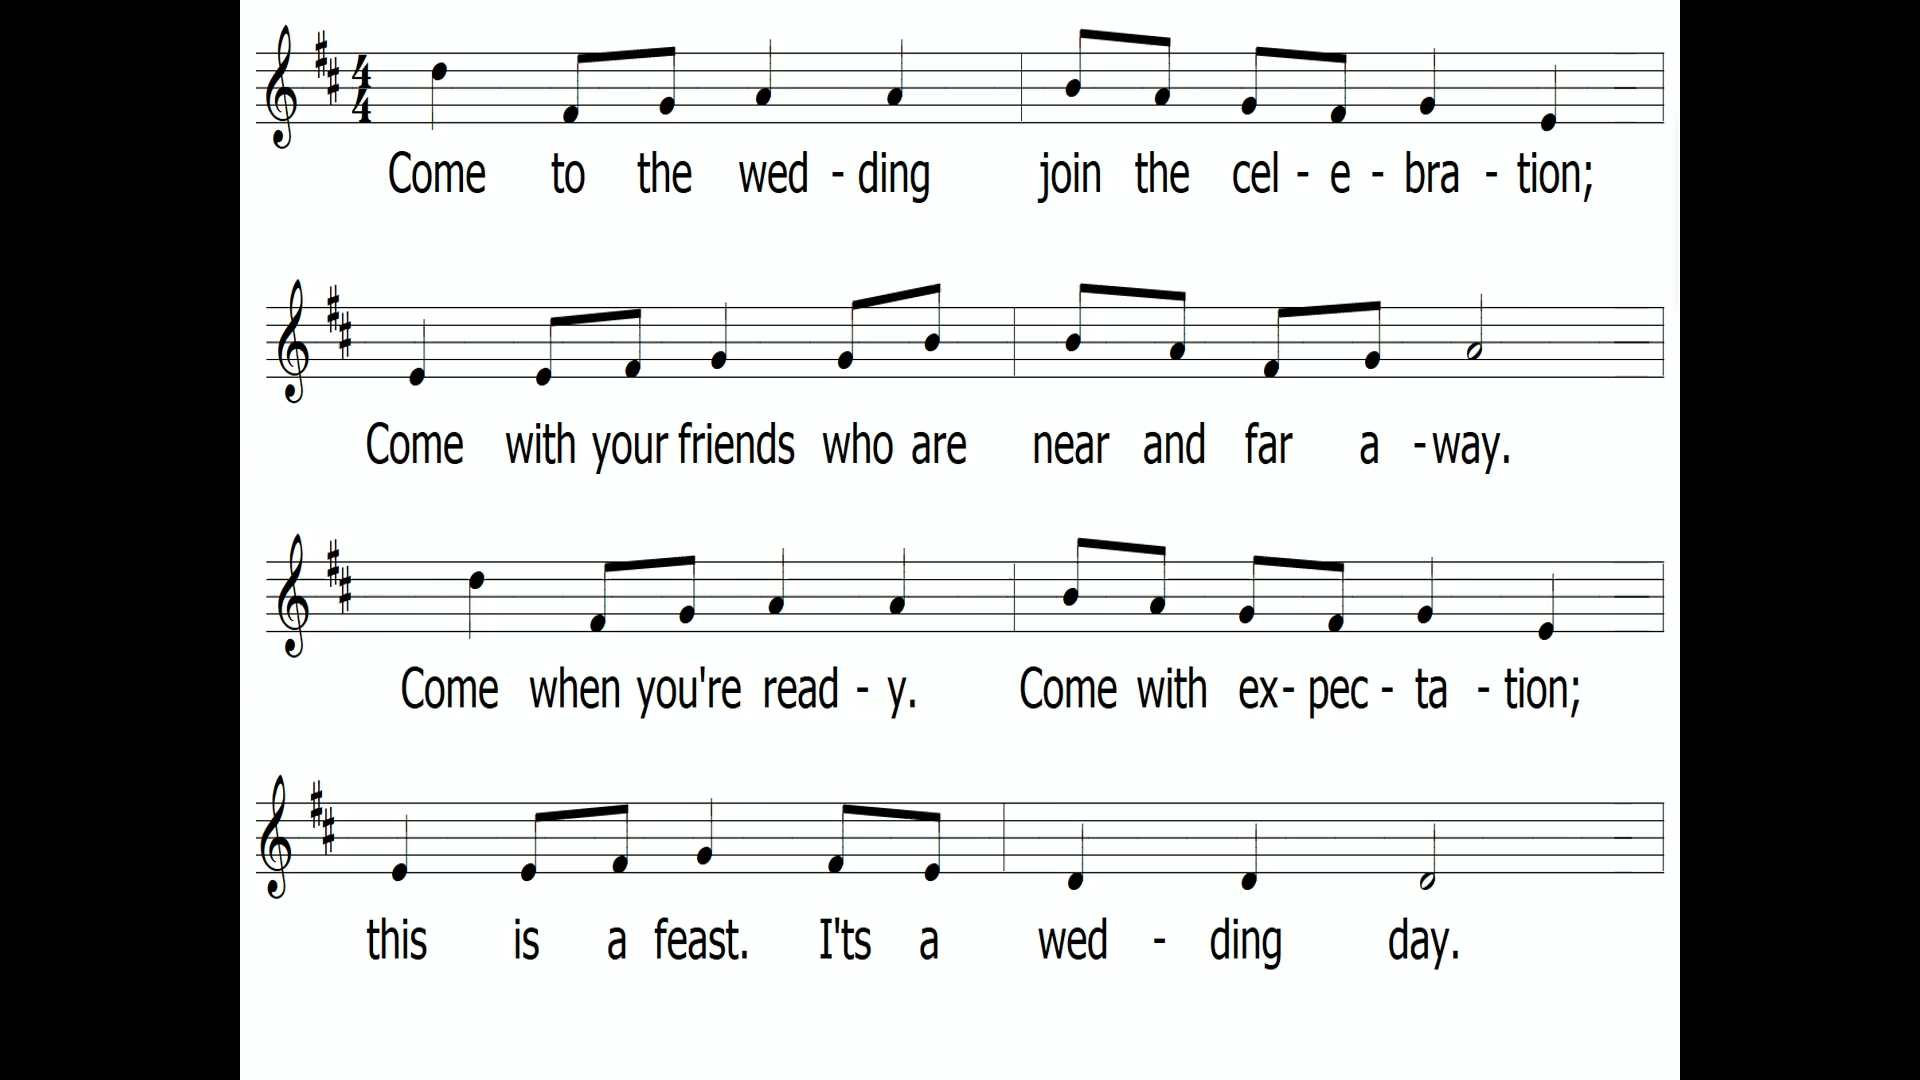 4
4
Come to the wed - ding join the cel - e - bra - tion;
Come with your friends who are near and far a - way.
Come when you're read - y. Come with ex - pec - ta - tion;
this is a feast. I'ts a wed - ding day.